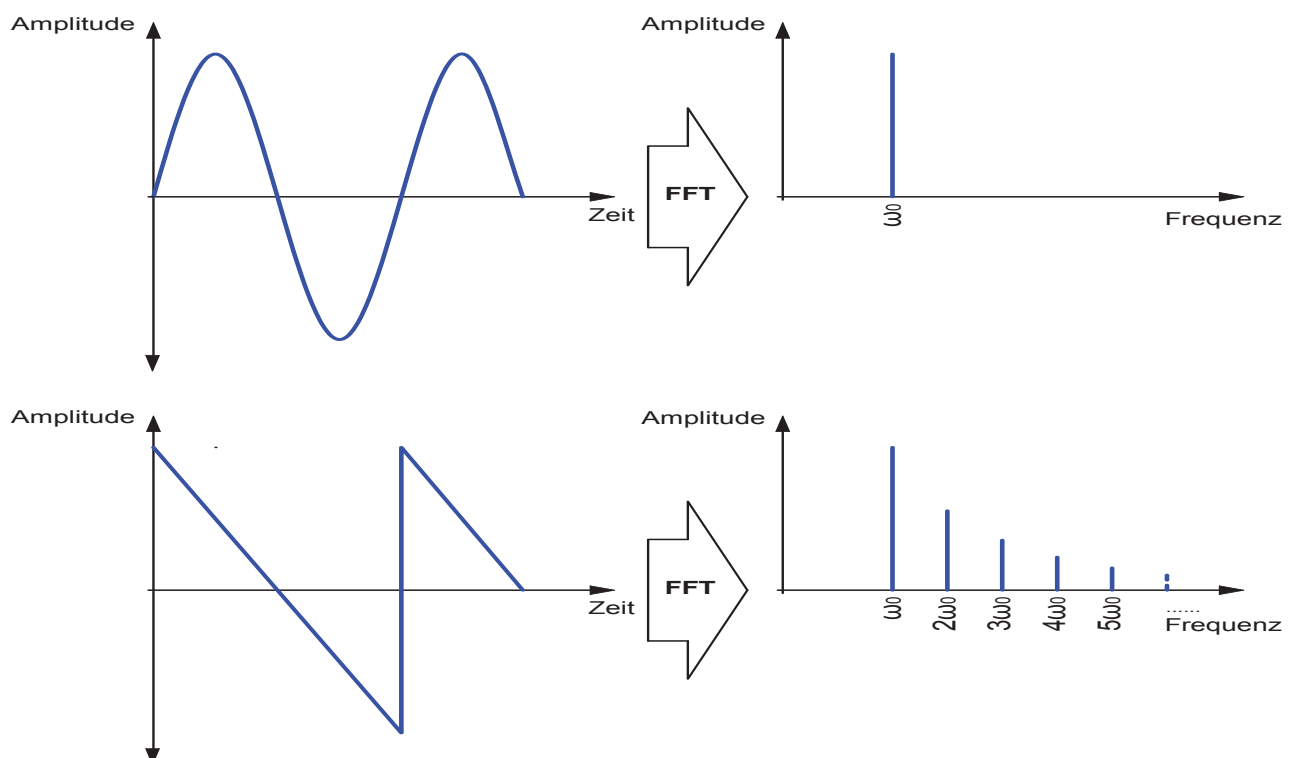 Amplitude
Amplitude
FFT
Zeit
ω0
Frequenz
Amplitude
Amplitude
FFT
Zeit
ω0
2ω0
3ω0
4ω0
5ω0
......
Frequenz